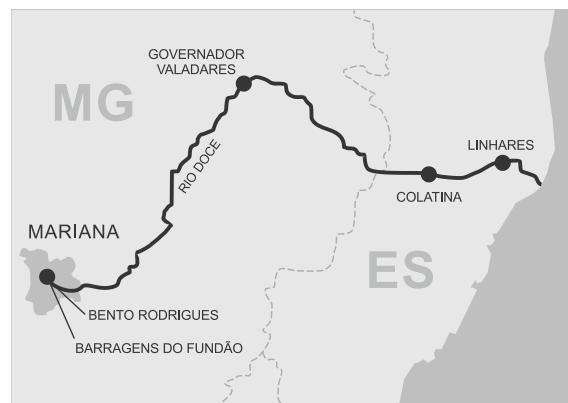 GOVERNADOR
VALADARES
MG
RIO DOCE
LINHARES
COLATINA
MARIANA
ES
BENTO RODRIGUES
BARRAGENS DO FUNDÃO